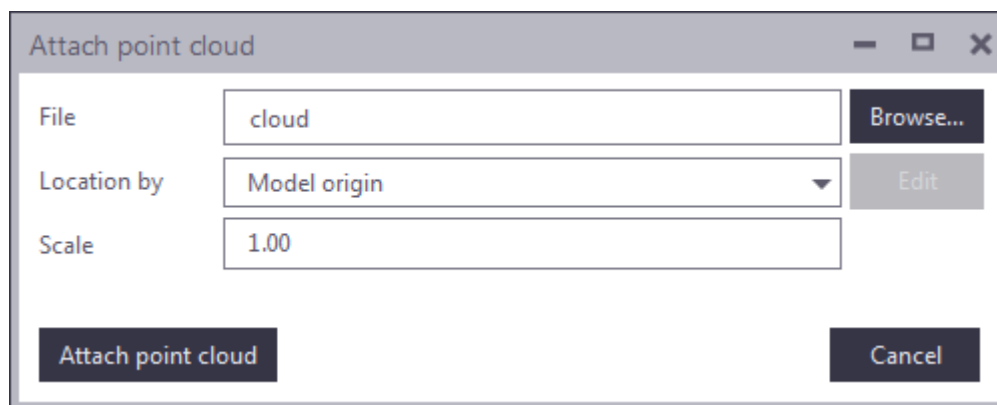 Attach point cloud
File cloud Browse...
Location by Model origin Edit
Scale 1.00
Attach point cloud Cancel